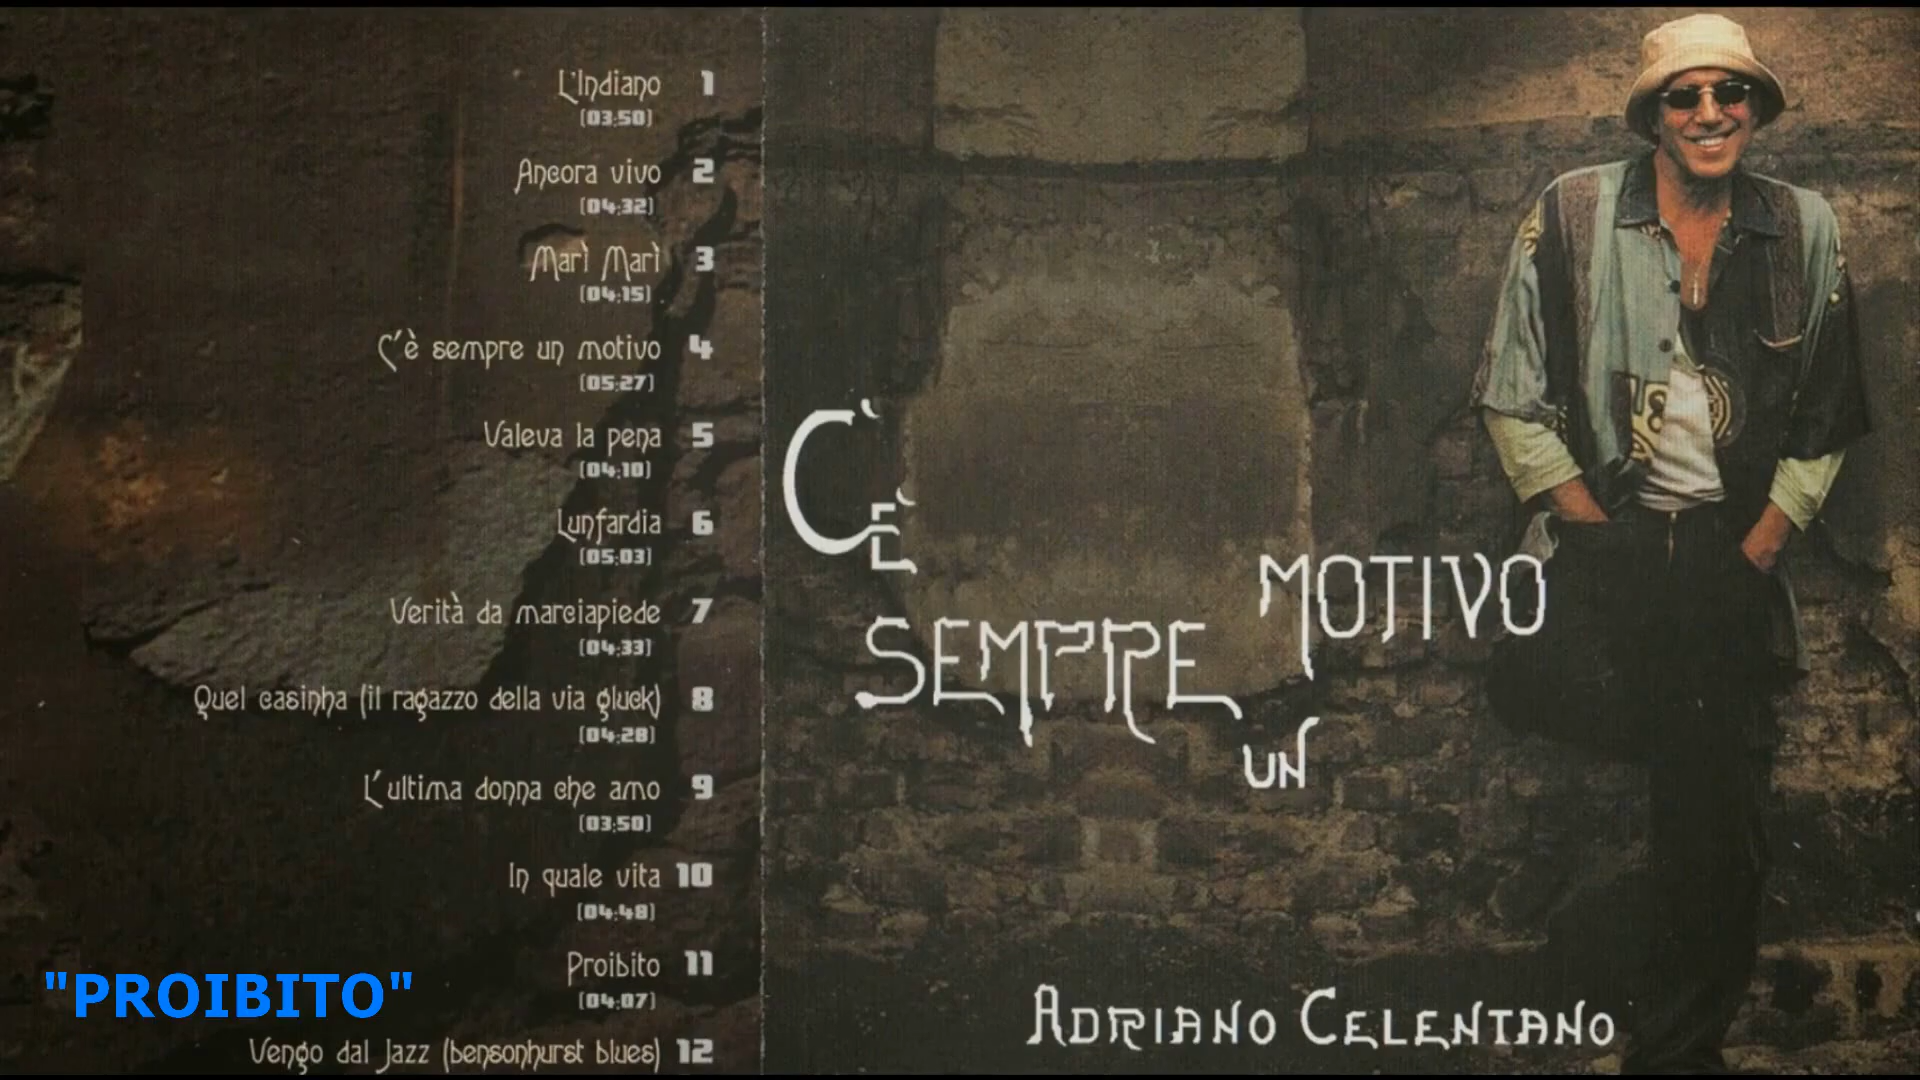 L'Indiano 1
(03:50)
Ancora vivo 2
(04:32)
Marì Marì 3
(04:15)
C'è sempre un motivo 4
(05:27)
Valeva la pena 5
(04:10)
Lunfardia 6
(05:03)
Verità da marciapiede 7
(04:33)
Quel casinha (il ragazzo della via gluck) 8
(04:28)
L'ultima donna che amo 9
(03:50)
In quale vita 10
(04:48)
Proibito 11
(04:07)
Vengo dal Jazz (bensonhurst blues) 12
"PROIBITO"
C'È
SEMPRE
UN
MOTIVO
ADRIANO CELENTANO